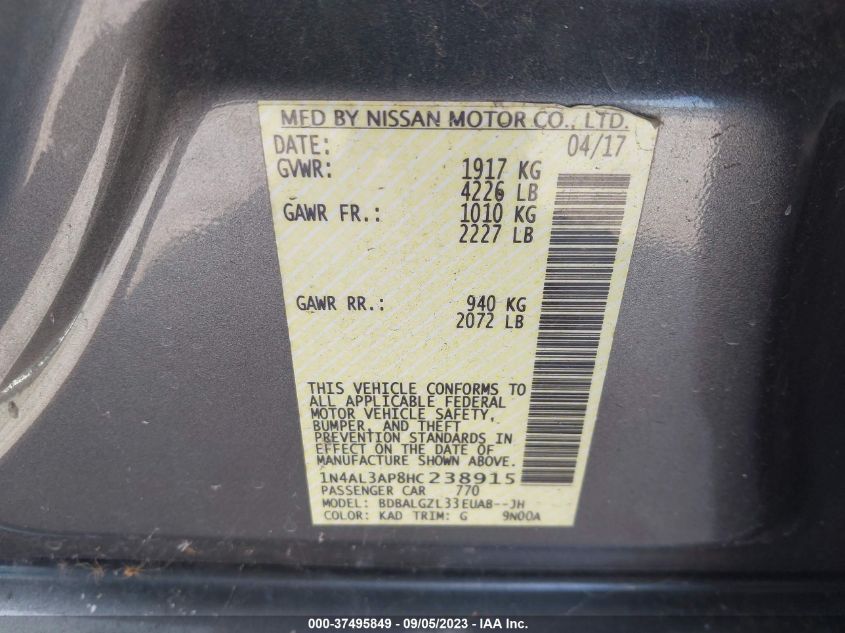 MFD BY NISSAN MOTOR CO., LTD.
DATE: 04/17
GVWR: 1917 KG
4226 LB
GAWR FR.: 1010 KG
2227 LB
GAWR RR.: 940 KG
2072 LB
THIS VEHICLE CONFORMS TO
ALL APPLICABLE FEDERAL
MOTOR VEHICLE SAFETY,
BUMPER, AND THEFT
PREVENTION STANDARDS IN
EFFECT ON THE DATE OF
MANUFACTURE SHOWN ABOVE.
1N4AL3AP8HC238915
PASSENGER CAR 770
MODEL: BDBALGZL33EUA8--JH
COLOR: KAD TRIM: G 9N00A
000-37495849 - 09/05/2023 - IAA Inc.